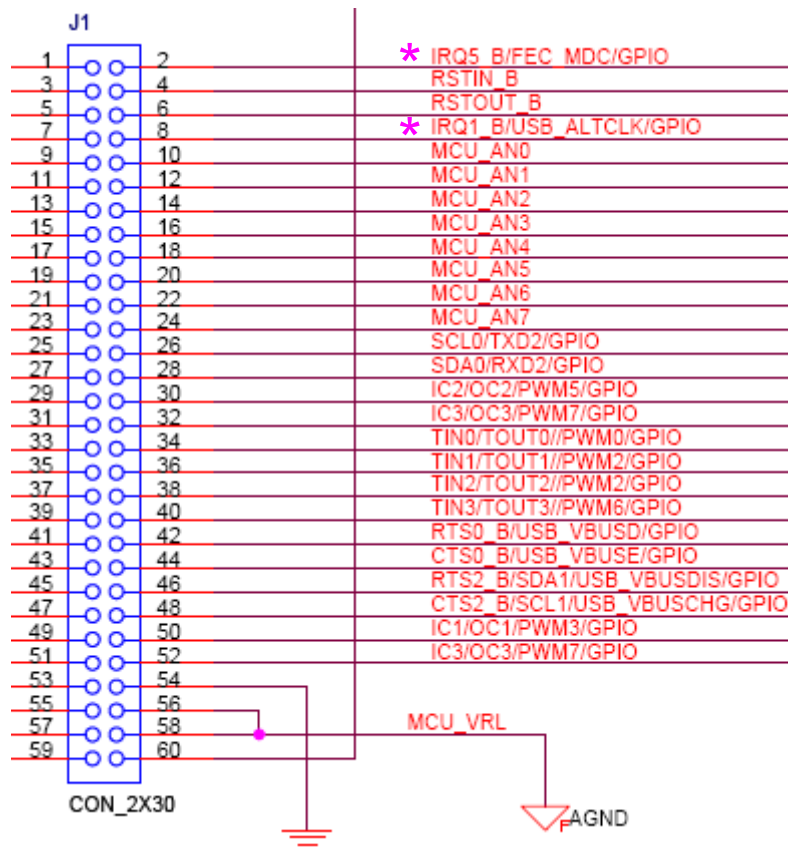 J1
1 2 * IRQ5_B/FEC_MDC/GPIO
3 4 RSTIN_B
5 6 RSTOUT_B
7 8 * IRQ1_B/USB_ALTCLK/GPIO
9 10 MCU_AN0
11 12 MCU_AN1
13 14 MCU_AN2
15 16 MCU_AN3
17 18 MCU_AN4
19 20 MCU_AN5
21 22 MCU_AN6
23 24 MCU_AN7
25 26 SCL0/TXD2/GPIO
27 28 SDA0/RXD2/GPIO
29 30 IC2/OC2/PWM5/GPIO
31 32 IC3/OC3/PWM7/GPIO
33 34 TIN0/TOUT0//PWM0/GPIO
35 36 TIN1/TOUT1//PWM2/GPIO
37 38 TIN2/TOUT2//PWM2/GPIO
39 40 TIN3/TOUT3//PWM6/GPIO
41 42 RTS0_B/USB_VBUSD/GPIO
43 44 CTS0_B/USB_VBUSE/GPIO
45 46 RTS2_B/SDA1/USB_VBUSDIS/GPIO
47 48 CTS2_B/SCL1/USB_VBUSCHG/GPIO
49 50 IC1/OC1/PWM3/GPIO
51 52 IC3/OC3/PWM7/GPIO
53 54
55 56
57 58 MCU_VRL
59 60
CON_2X30
F AGND